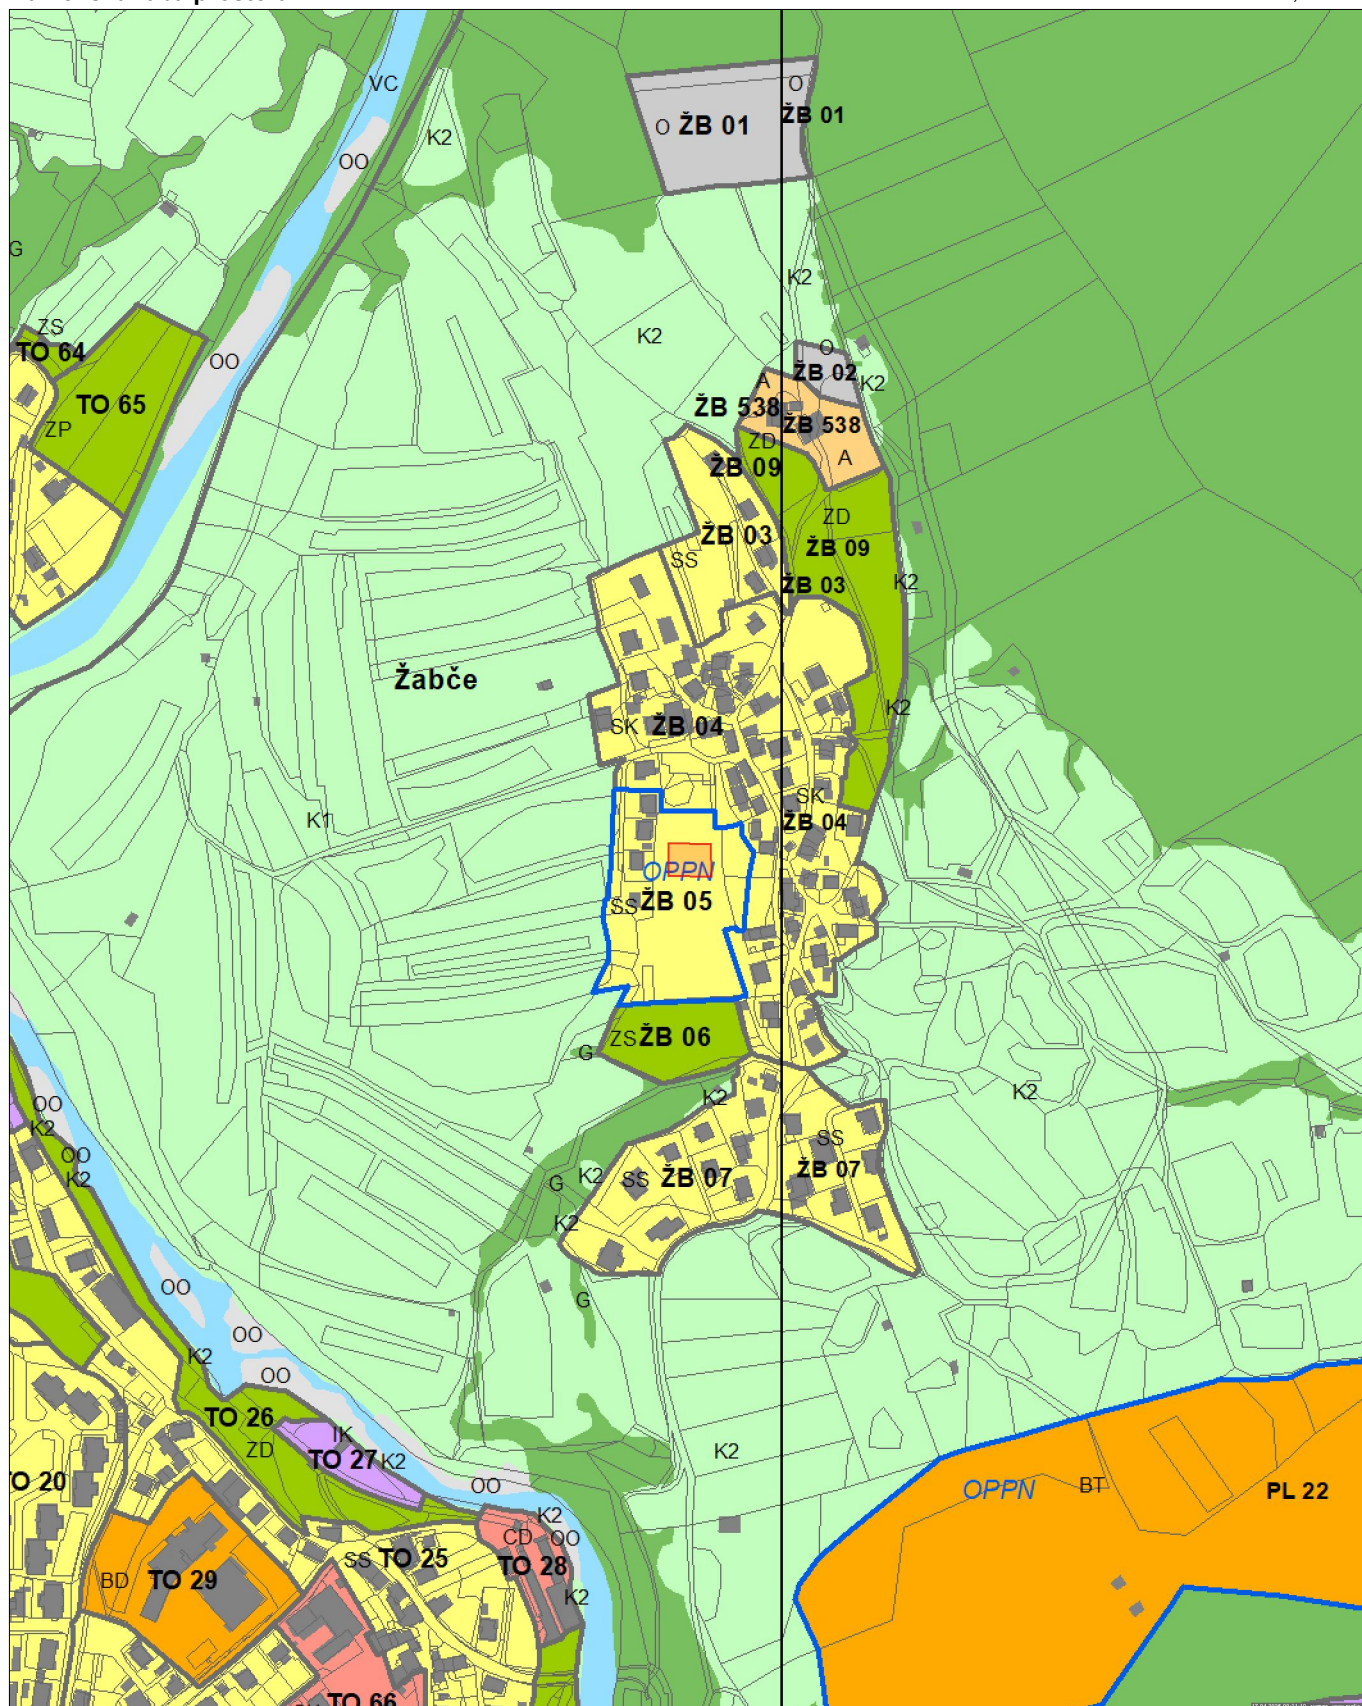 VC
O
O ŽB 01
ŽB 01
K2
OO
G
K2
K2
ZS
TO 64
OO
O
ŽB 02
K2
A
TO 65
ŽB 538
ŽB 538
ZP
ZD
A
ŽB 09
ZD
ŽB 03
ŽB 09
SS
K2
ŽB 03
Žabče
K2
SK ŽB 04
SK
K1
ŽB 04
OPPN
SS ŽB 05
ZS ŽB 06
G
K2
K2
OO
K2
OO
K2
SS
K2
G
SS ŽB 07
ŽB 07
K2
OO
G
OO
K2
OO
TO 26
IK
K2
ZD
TO 27 K2
O 20
OO
OPPN
BT
PL 22
K2
CD OO
SS TO 25
TO 28
BD TO 29
K2
TO 66